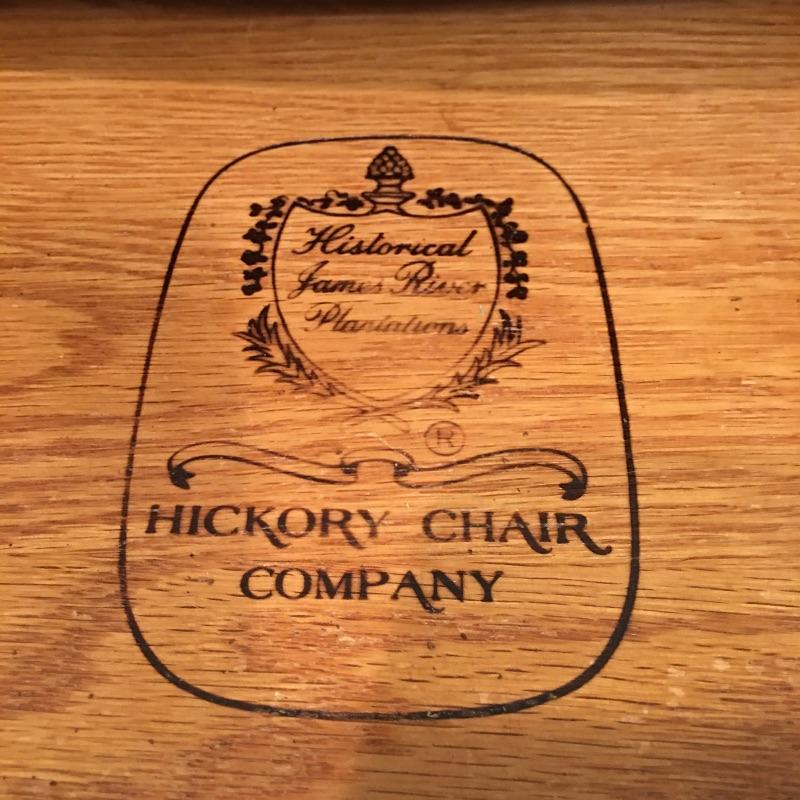 Historical
James River
Plantations
®
HICKORY CHAIR
COMPANY